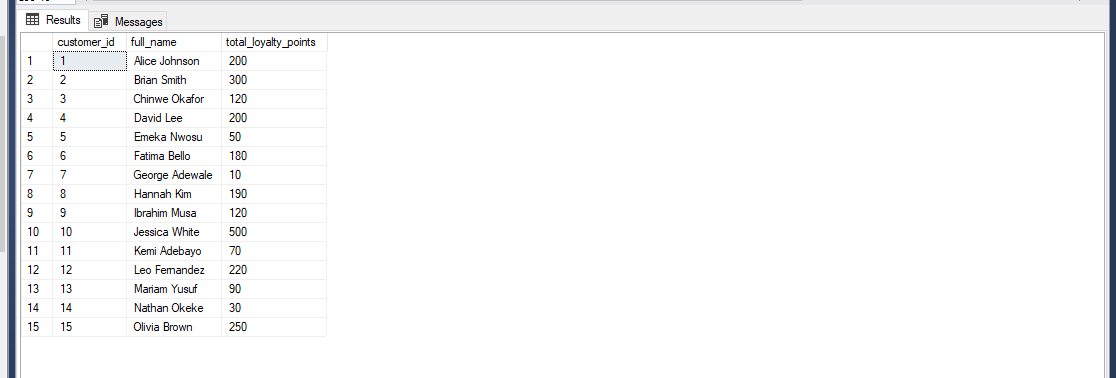 Results Messages
customer_id full_name total_loyalty_points
1 1 Alice Johnson 200
2 2 Brian Smith 300
3 3 Chinwe Okafor 120
4 4 David Lee 200
5 5 Emeka Nwosu 50
6 6 Fatima Bello 180
7 7 George Adewale 10
8 8 Hannah Kim 190
9 9 Ibrahim Musa 120
10 10 Jessica White 500
11 11 Kemi Adebayo 70
12 12 Leo Fernandez 220
13 13 Mariam Yusuf 90
14 14 Nathan Okeke 30
15 15 Olivia Brown 250